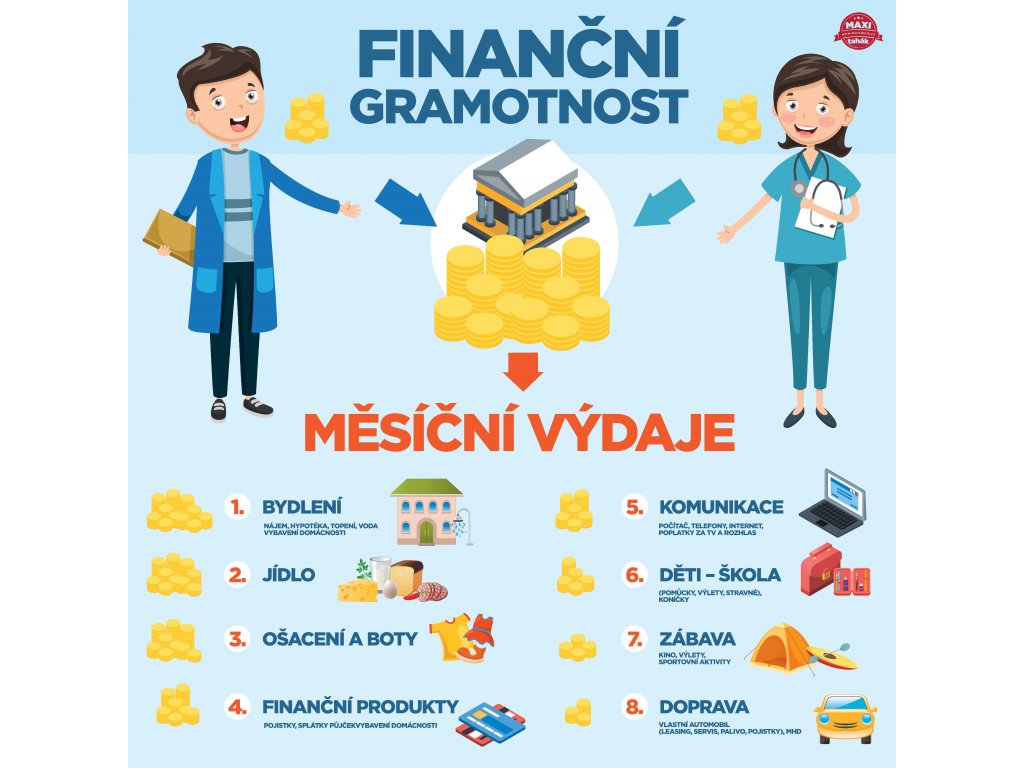 MAXI
tahák
FINANČNÍ
GRAMOTNOST
MĚSÍČNÍ VÝDAJE
1. BYDLENÍ
NÁJEM, HYPOTÉKA, TOPENÍ, VODA
VYBAVENÍ DOMÁCNOSTI
2. JÍDLO
3. OŠACENÍ A BOTY
4. FINANČNÍ PRODUKTY
POJISTKY, SPLÁTKY PŮJČEKVYBAVENÍ DOMÁCNOSTI
5. KOMUNIKACE
POČÍTAČ, TELEFONY, INTERNET,
POPLATKY ZA TV A ROZHLAS
6. DĚTI – ŠKOLA
(POMŮCKY, VÝLETY, STRAVNÉ),
KONÍČKY
7. ZÁBAVA
KINO, VÝLETY,
SPORTOVNÍ AKTIVITY
8. DOPRAVA
VLASTNÍ AUTOMOBIL
(LEASING, SERVIS, PALIVO, POJISTKY), MHD